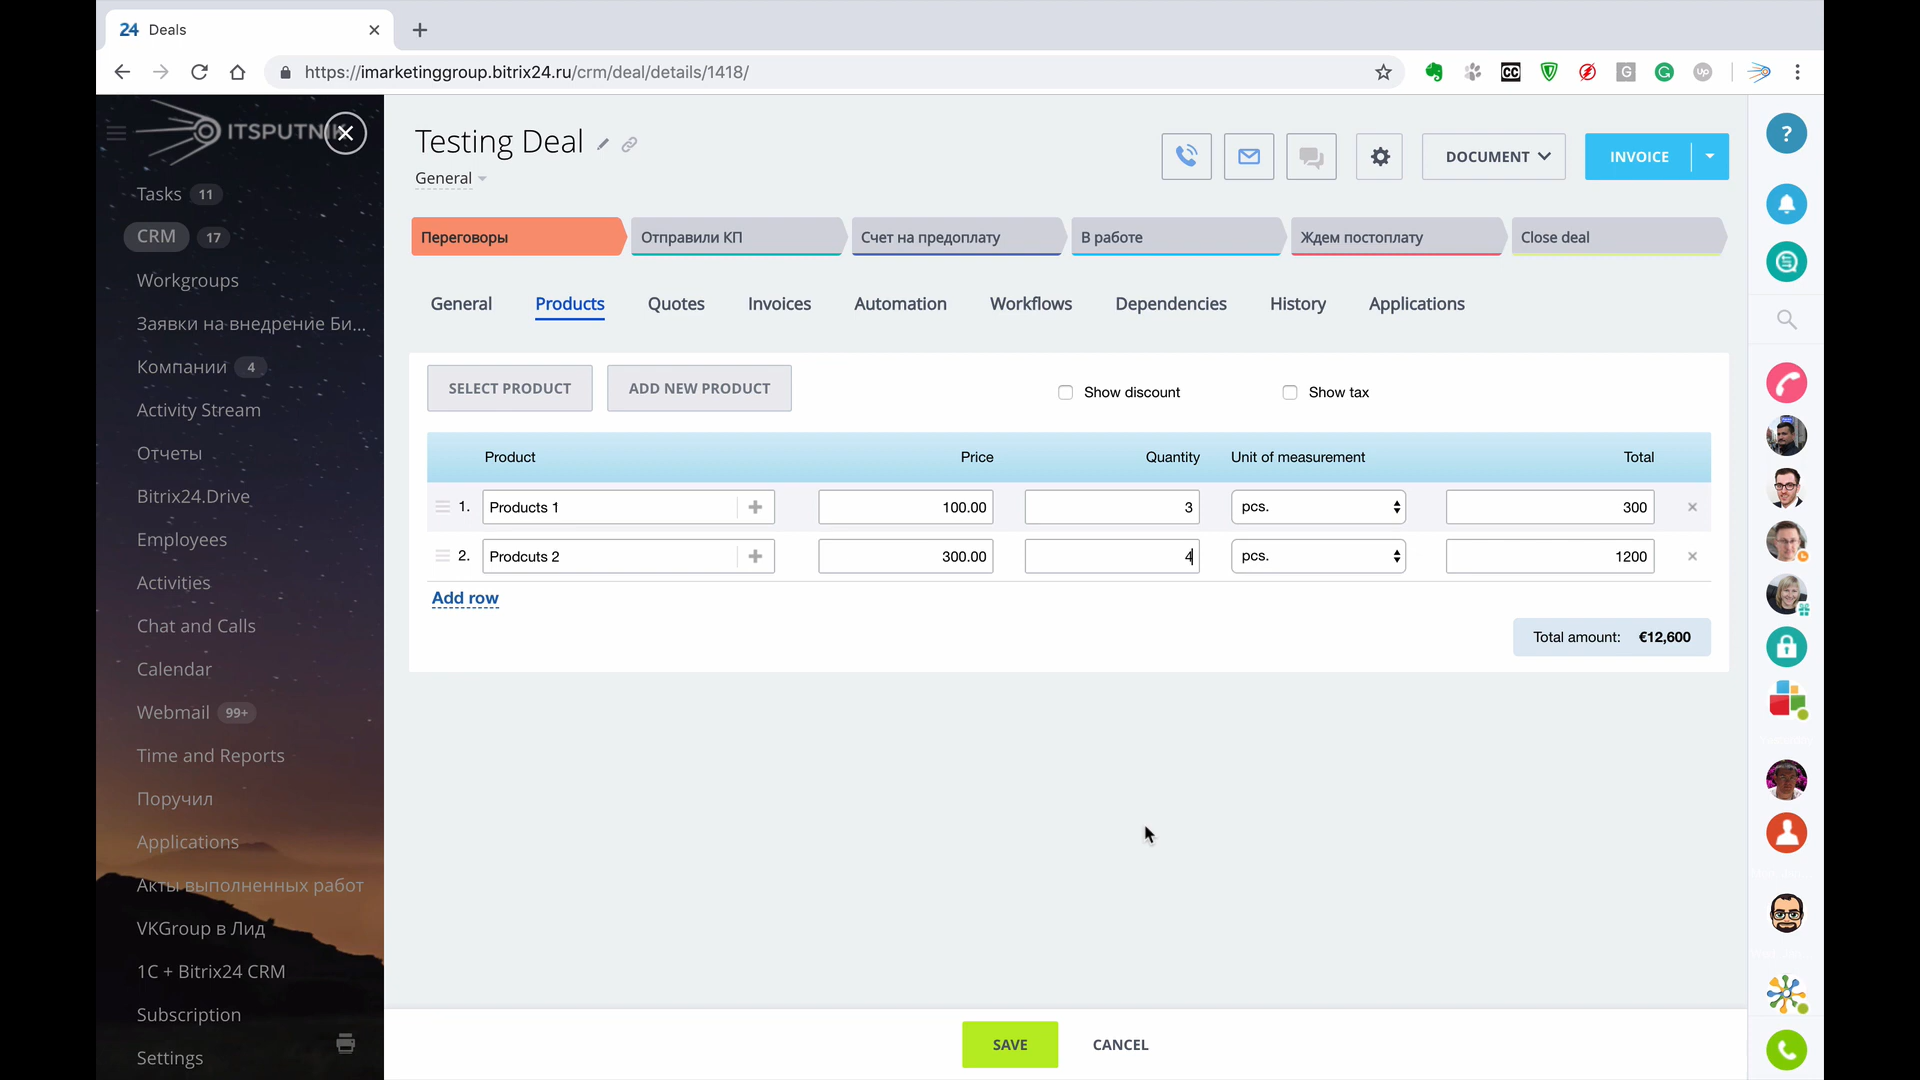 24 Deals
https://imarketinggroup.bitrix24.ru/crm/deal/details/1418/
ITSPUTNIK
Tasks 11
CRM 17
Workgroups
Заявки на внедрение Би...
Компании 4
Activity Stream
Отчеты
Bitrix24.Drive
Employees
Activities
Chat and Calls
Calendar
Webmail 99+
Time and Reports
Поручил
Applications
Акты выполненных работ
VKGroup в Лид
1C + Bitrix24 CRM
Subscription
Settings
Testing Deal
General
DOCUMENT
INVOICE
Переговоры
Отправили КП
Счет на предоплату
В работе
Ждем постоплату
Close deal
General Products Quotes Invoices Automation Workflows Dependencies History Applications
SELECT PRODUCT ADD NEW PRODUCT Show discount Show tax
Product Price Quantity Unit of measurement Total
1. Products 1 100.00 3 pcs. 300
2. Prodcuts 2 300.00 4 pcs. 1200
Add row
Total amount: €12,600
SAVE CANCEL